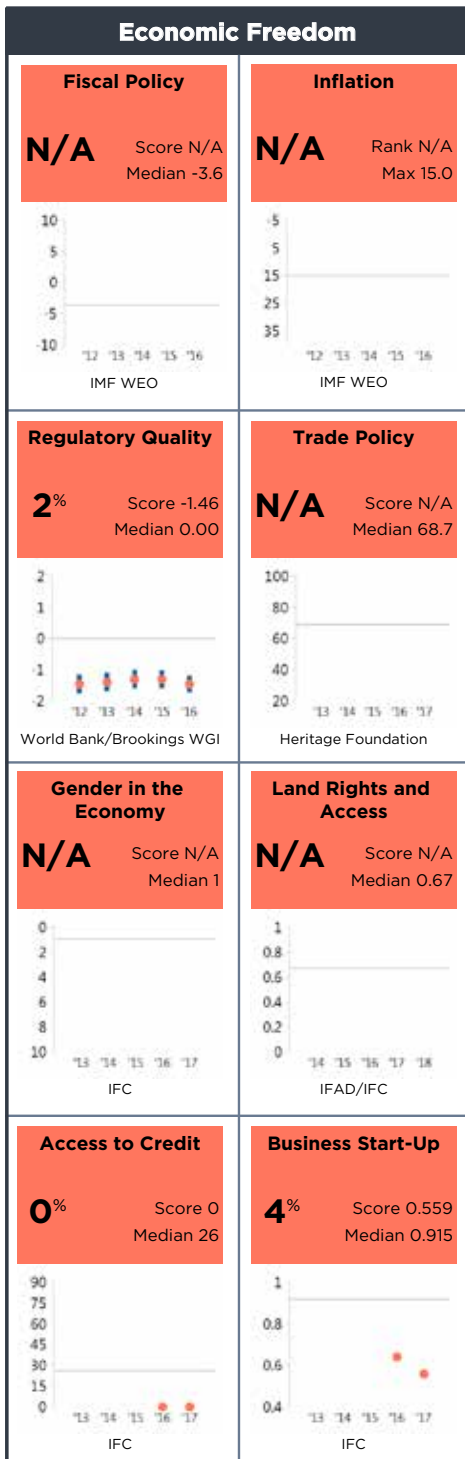 Economic Freedom
Fiscal Policy
N/A
Score N/A
Median -3.6
10
5
0
-5
-10
'12 '13 '14 '15 '16
IMF WEO
Inflation
N/A
Rank N/A
Max 15.0
-5
5
15
25
35
'12 '13 '14 '15 '16
IMF WEO
Regulatory Quality
2%
Score -1.46
Median 0.00
2
1
0
-1
-2
'12 '13 '14 '15 '16
World Bank/Brookings WGI
Trade Policy
N/A
Score N/A
Median 68.7
100
80
60
40
20
'13 '14 '15 '16 '17
Heritage Foundation
Gender in the
Economy
N/A
Score N/A
Median 1
0
2
4
6
8
10
'13 '14 '15 '16 '17
IFC
Land Rights and
Access
N/A
Score N/A
Median 0.67
1
0.8
0.6
0.4
0.2
0
'14 '15 '16 '17 '18
IFAD/IFC
Access to Credit
0%
Score 0
Median 26
90
75
60
45
30
15
0
'13 '14 '15 '16 '17
IFC
Business Start-Up
4%
Score 0.559
Median 0.915
1
0.8
0.6
0.4
'13 '14 '15 '16 '17
IFC